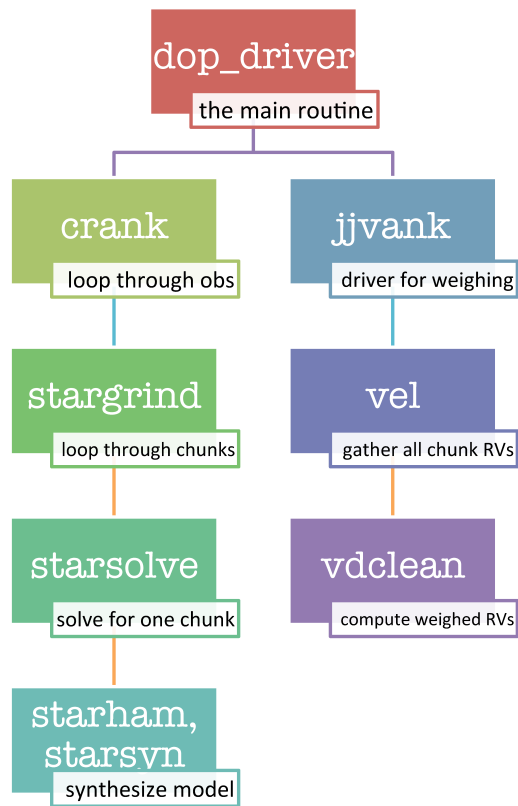 dop_driver
the main routine
crank
loop through obs
jjvank
driver for weighing
stargrind
loop through chunks
vel
gather all chunk RVs
starsolve
solve for one chunk
vdclean
compute weighed RVs
starham,
starsyn
synthesize model